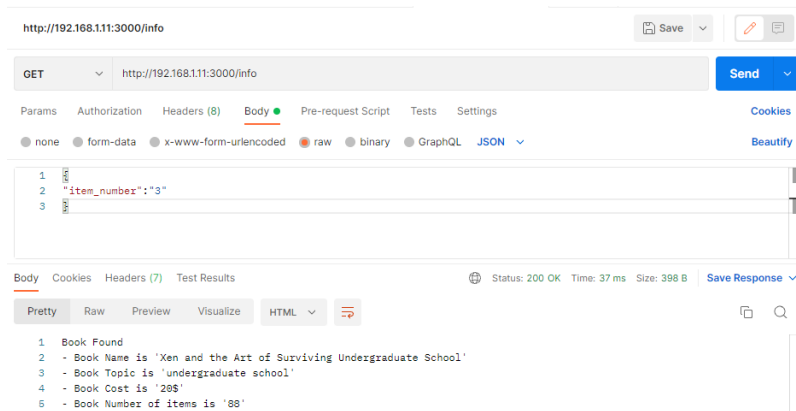 http://192.168.1.11:3000/info
Save
GET http://192.168.1.11:3000/info Send
Params Authorization Headers (8) Body Pre-request Script Tests Settings Cookies
none form-data x-www-form-urlencoded raw binary GraphQL JSON Beautify
1 {
2 "item_number":"3"
3 }
Body Cookies Headers (7) Test Results Status: 200 OK Time: 37 ms Size: 398 B Save Response
Pretty Raw Preview Visualize HTML
1 Book Found
2 - Book Name is 'Xen and the Art of Surviving Undergraduate School'
3 - Book Topic is 'undergraduate school'
4 - Book Cost is '20$'
5 - Book Number of items is '88'